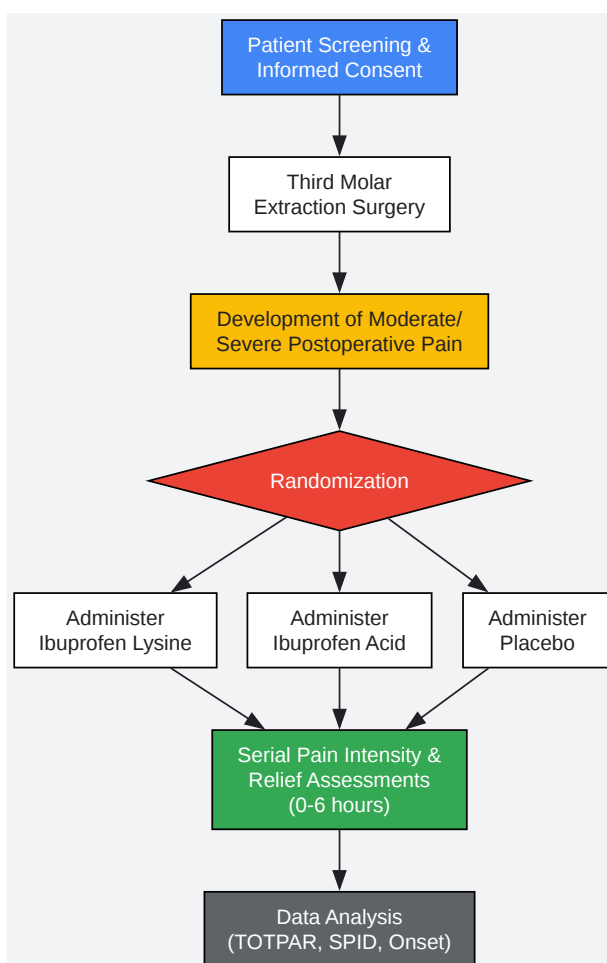 Patient Screening &
Informed Consent
Third Molar
Extraction Surgery
Development of Moderate/
Severe Postoperative Pain
Randomization
Administer
Ibuprofen Lysine
Administer
Ibuprofen Acid
Administer
Placebo
Serial Pain Intensity &
Relief Assessments
(0-6 hours)
Data Analysis
(TOTPAR, SPID, Onset)